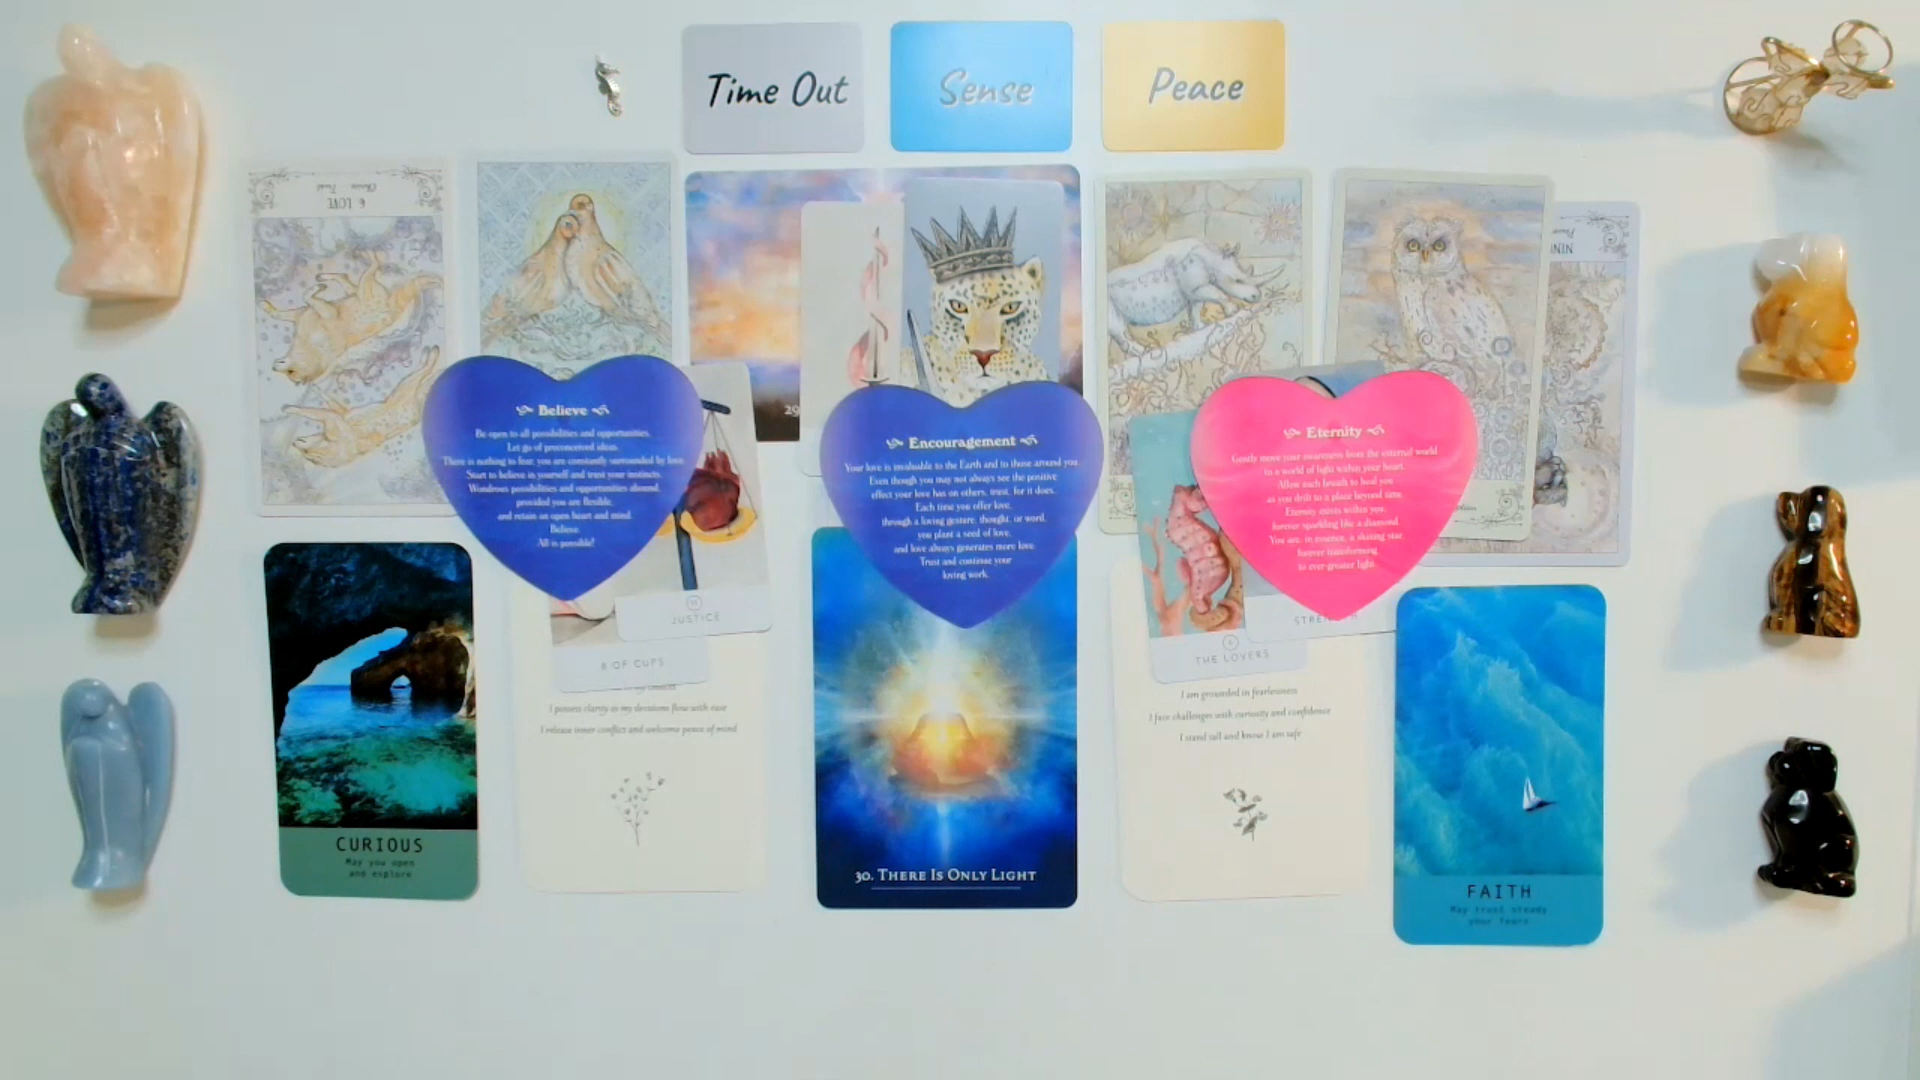 Time Out
Sense
Peace
6 LOVE
NINE
29
Believe
Be open to all possibilities and opportunities.
Let go of preconceived ideas.
There is nothing to fear, you are constantly surrounded by love.
Start to believe in yourself and trust your instincts.
Wondrous possibilities and opportunities abound,
provided you are flexible,
and retain an open heart and mind.
Believe.
All is possible!
Encouragement
Your love is invaluable to the Earth and to those around you.
Even though you may not always see the positive
effect your love has on others, trust, for it does.
Each time you offer love,
through a loving gesture, thought, or word,
you plant a seed of love,
and love always generates more love.
Trust and continue your
loving work.
Eternity
Gently move your awareness from the external world
to a world of light within your heart.
Allow each breath to heal you
as you drift to a place beyond time.
Eternity exists within you,
forever sparkling like a diamond.
You are, in essence, a shining star,
forever transforming
to ever-greater light.
11
JUSTICE
8 OF CUPS
I possess clarity as my decisions flow with ease
I release inner conflict and welcome peace of mind
6
THE LOVERS
STREN
I am grounded in fearlessness
I face challenges with curiosity and confidence
I stand tall and know I am safe
CURIOUS
May you open
and explore
30. THERE IS ONLY LIGHT
FAITH
May trust steady
your fears